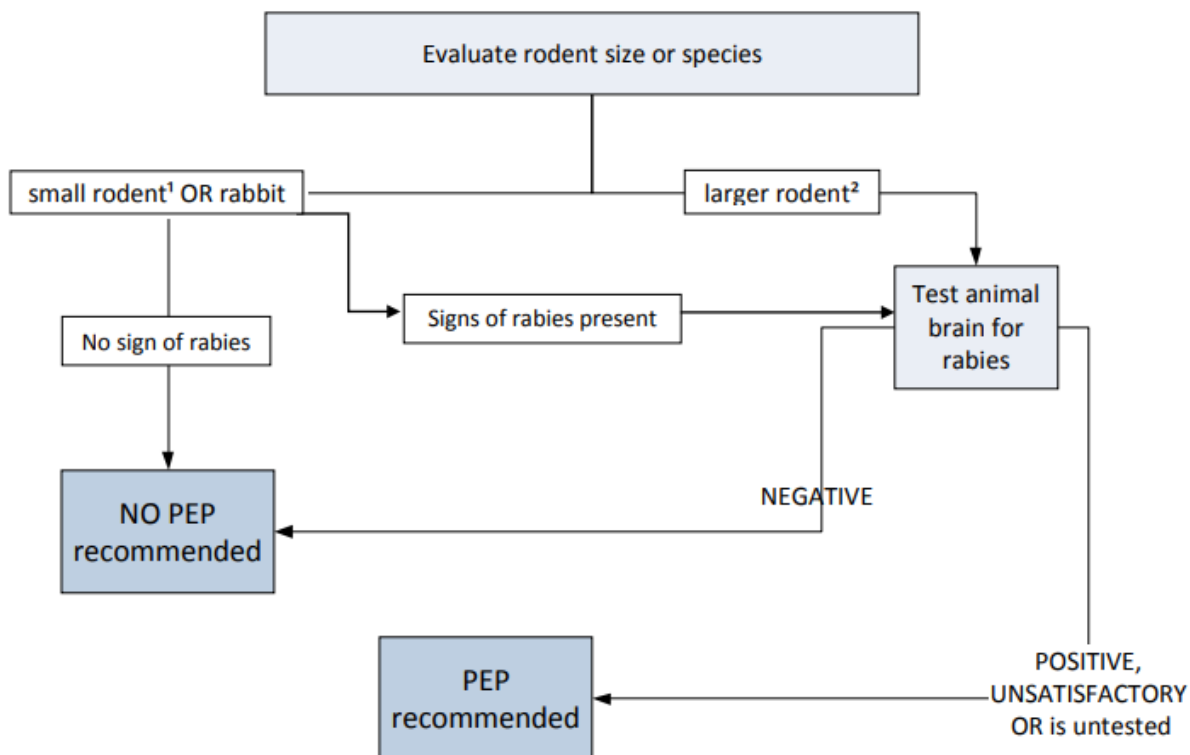 Evaluate rodent size or species
small rodent¹ OR rabbit
larger rodent²
Test animal
brain for
rabies
Signs of rabies present
No sign of rabies
NO PEP
recommended
NEGATIVE
PEP
recommended
POSITIVE,
UNSATISFACTORY
OR is untested